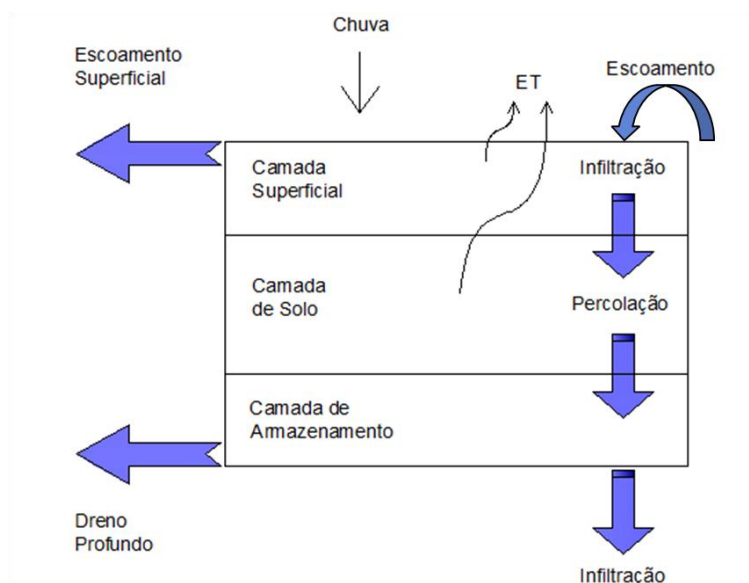 Chuva
Escoamento
Superficial
ET
Escoamento
Camada
Superficial
Infiltração
Camada
de Solo
Percolação
Camada de
Armazenamento
Dreno
Profundo
Infiltração